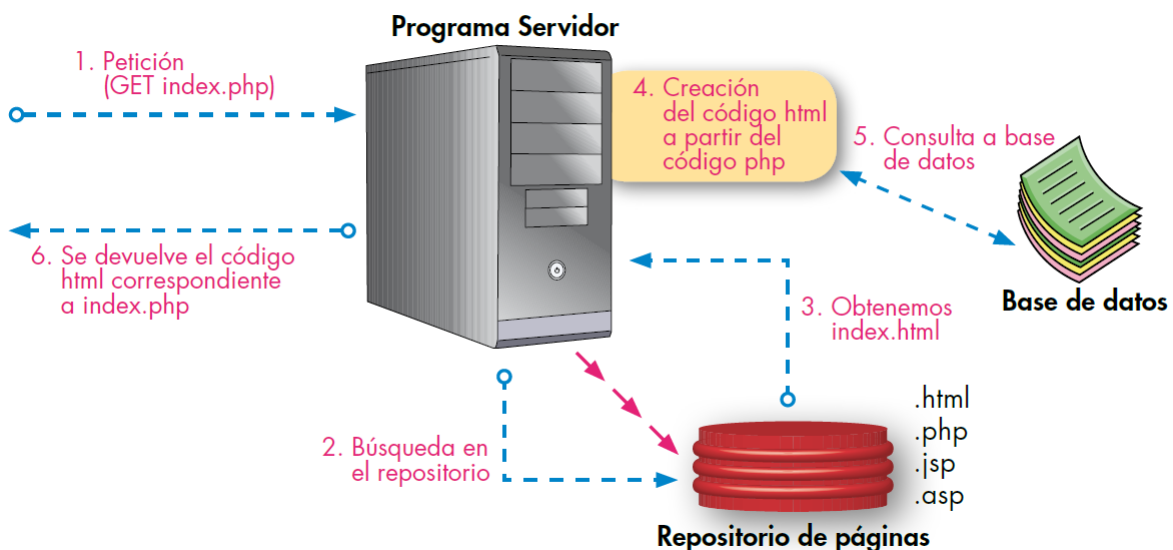 Programa Servidor
1. Petición
(GET index.php)
4. Creación
del código html
a partir del
código php
5. Consulta a base
de datos
6. Se devuelve el código
html correspondiente
a index.php
Base de datos
3. Obtenemos
index.html
2. Búsqueda en
el repositorio
.html
.php
.jsp
.asp
Repositorio de páginas